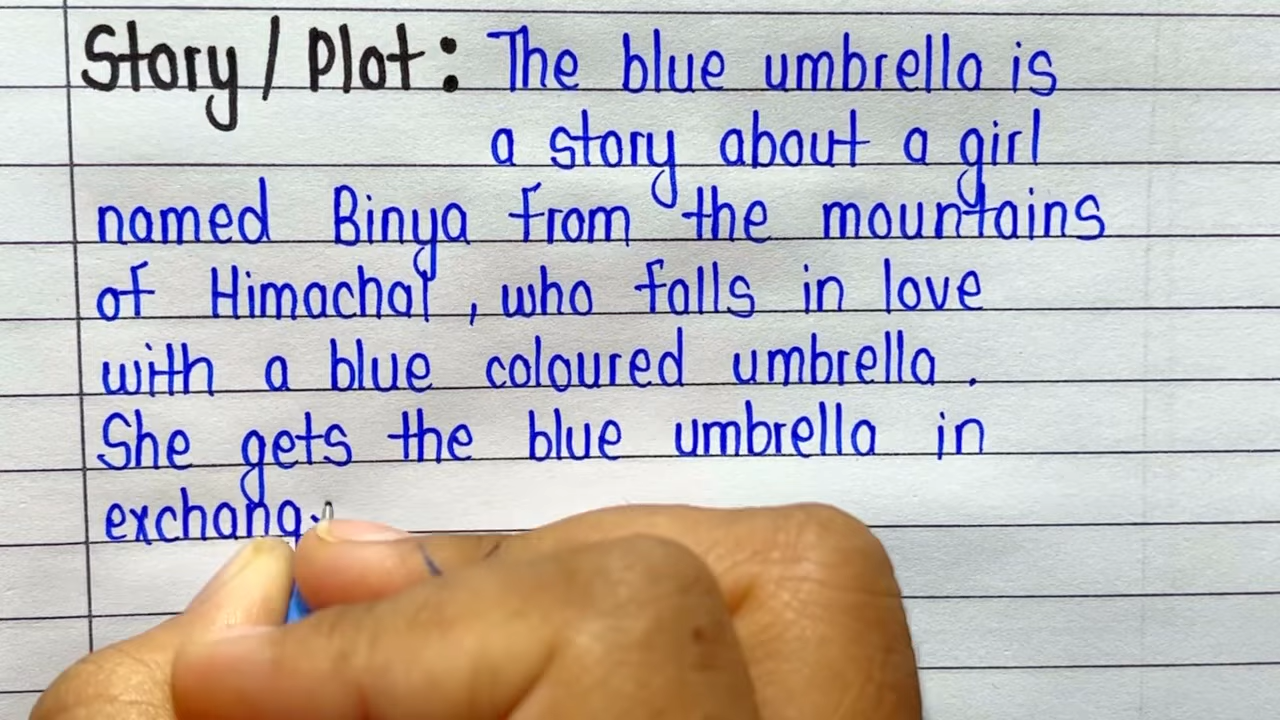 Story / Plot: The blue umbrella is
a story about a girl
named Binya from the mountains
of Himachal, who falls in love
with a blue coloured umbrella.
She gets the blue umbrella in